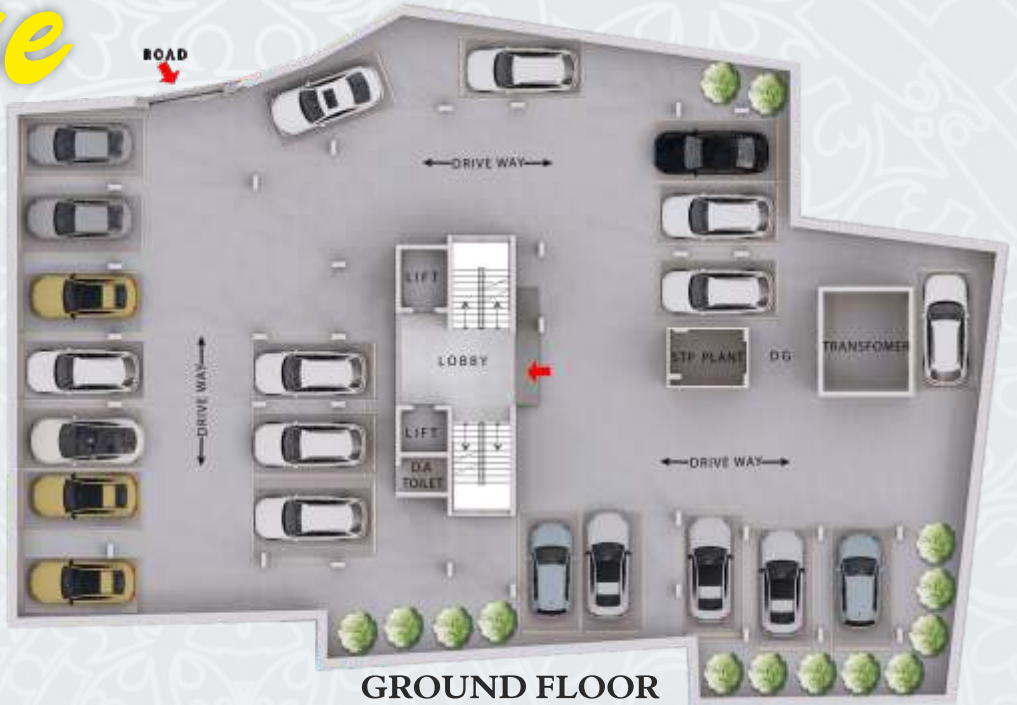 ROAD
DRIVE WAY
LIFT
LOBBY
STP PLANT
DG
TRANSFOMER
DRIVE WAY
LIFT
D.A
TOILET
DRIVE WAY
GROUND FLOOR